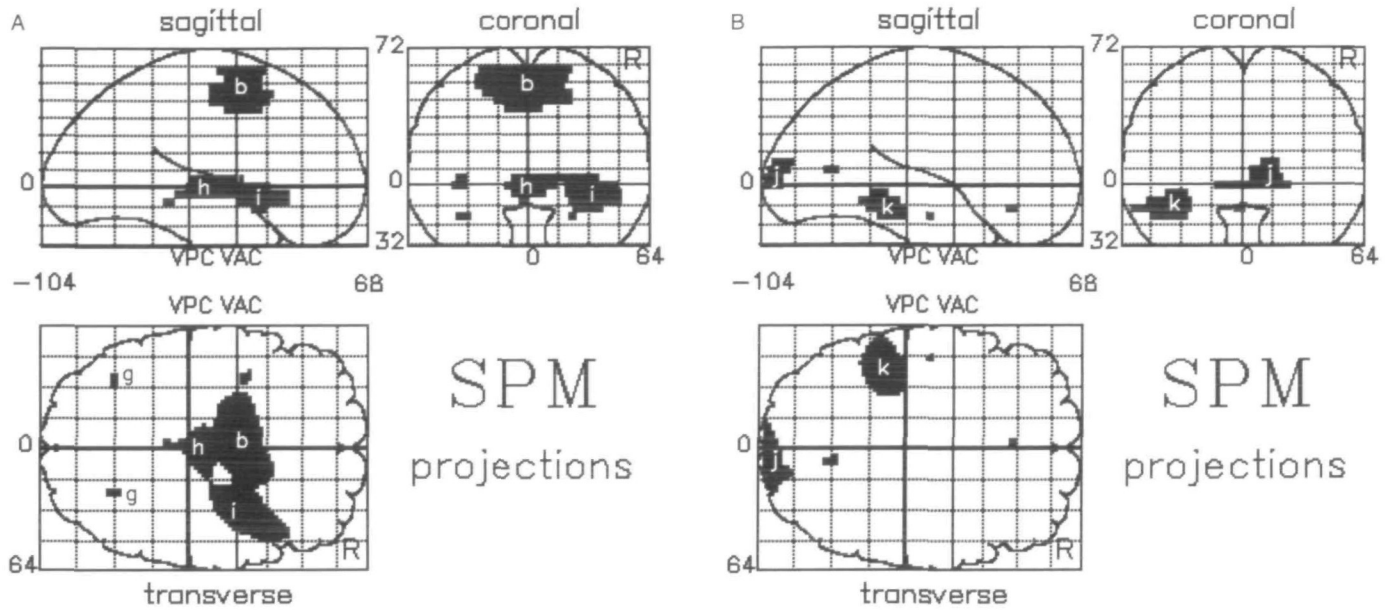 A
sagittal
coronal
72
R
b
b
0
h
i
0
h
i
32
VPC VAC
0
64
−104
68
VPC VAC
g
0
h
b
g
i
R
64
transverse
SPM
projections
B
sagittal
coronal
72
R
0
j
k
0
j
k
32
VPC VAC
0
64
−104
68
VPC VAC
k
0
j
R
64
transverse
SPM
projections